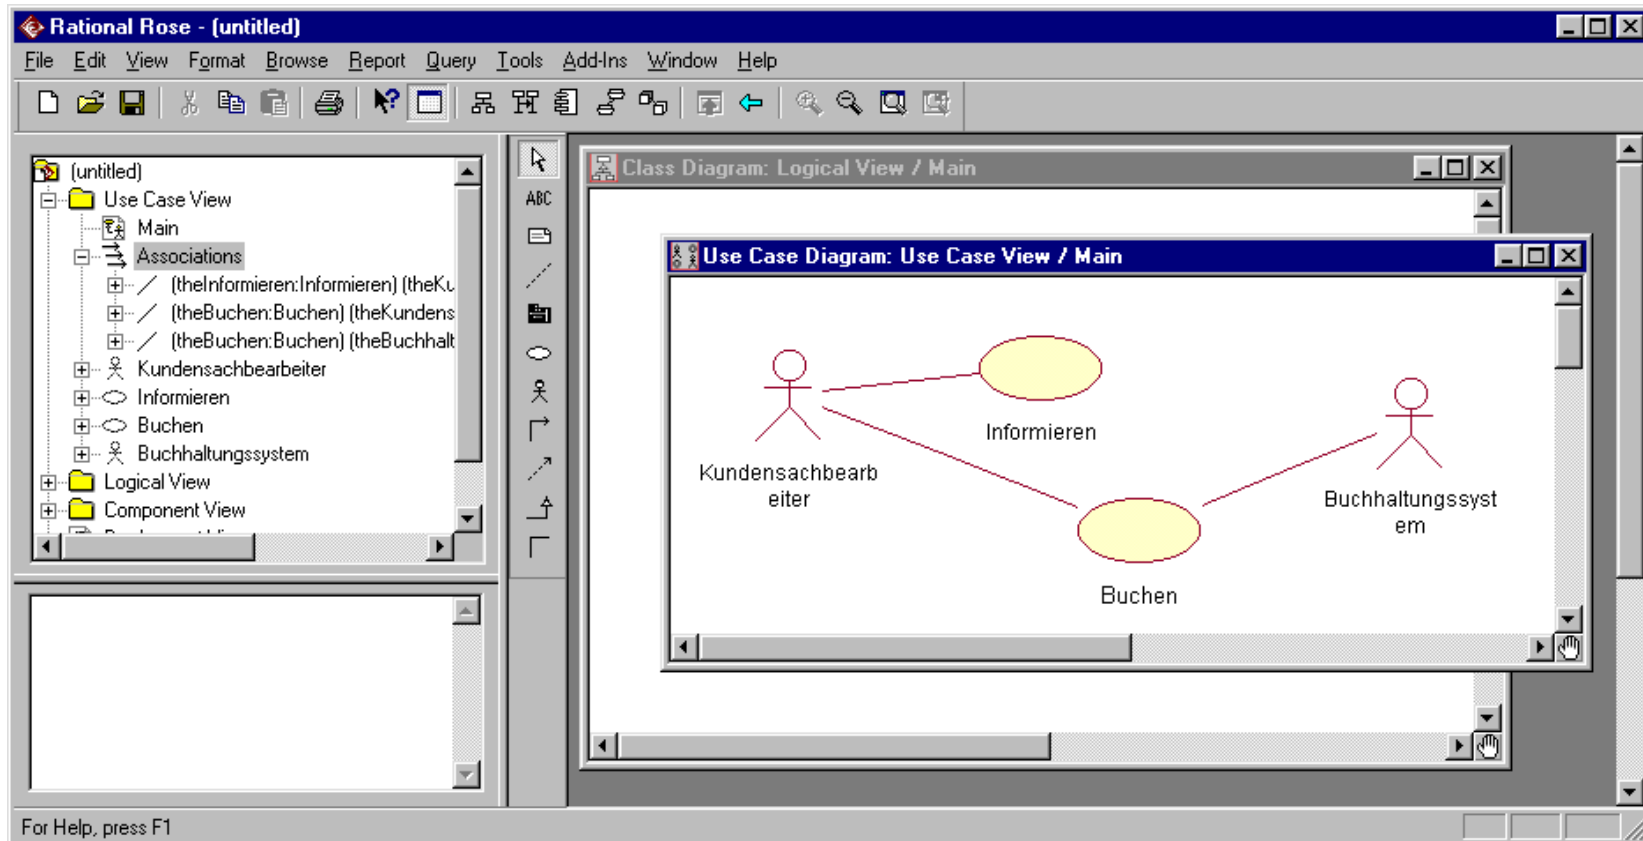 Rational Rose - (untitled)
File Edit View Format Browse Report Query Tools Add-Ins Window Help
(untitled)
Use Case View
Main
Associations
(theInformieren:Informieren) (theKu
(theBuchen:Buchen) (theKundens
(theBuchen:Buchen) (theBuchhalt
Kundensachbearbeiter
Informieren
Buchen
Buchhaltungssystem
Logical View
Component View
ABC
Class Diagram: Logical View / Main
Use Case Diagram: Use Case View / Main
Informieren
Kundensachbearb
eiter
Buchhaltungssyst
em
Buchen
For Help, press F1